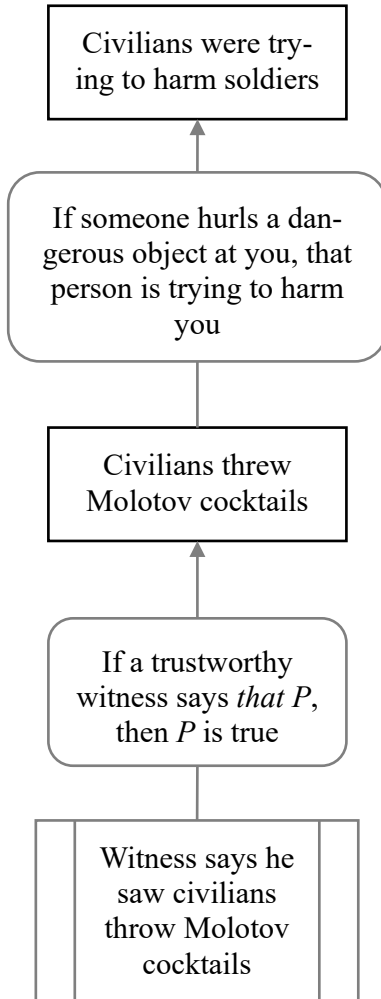 Civilians were try-
ing to harm soldiers
If someone hurls a dan-
gerous object at you, that
person is trying to harm
you
Civilians threw
Molotov cocktails
If a trustworthy
witness says that P,
then P is true
Witness says he
saw civilians
throw Molotov
cocktails